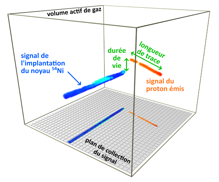 volume actif de gaz
signal de
l'implantation
du noyau ⁵⁴Ni
durée
de
vie
longueur
de trace
signal du
proton émis
plan de collection
du signal